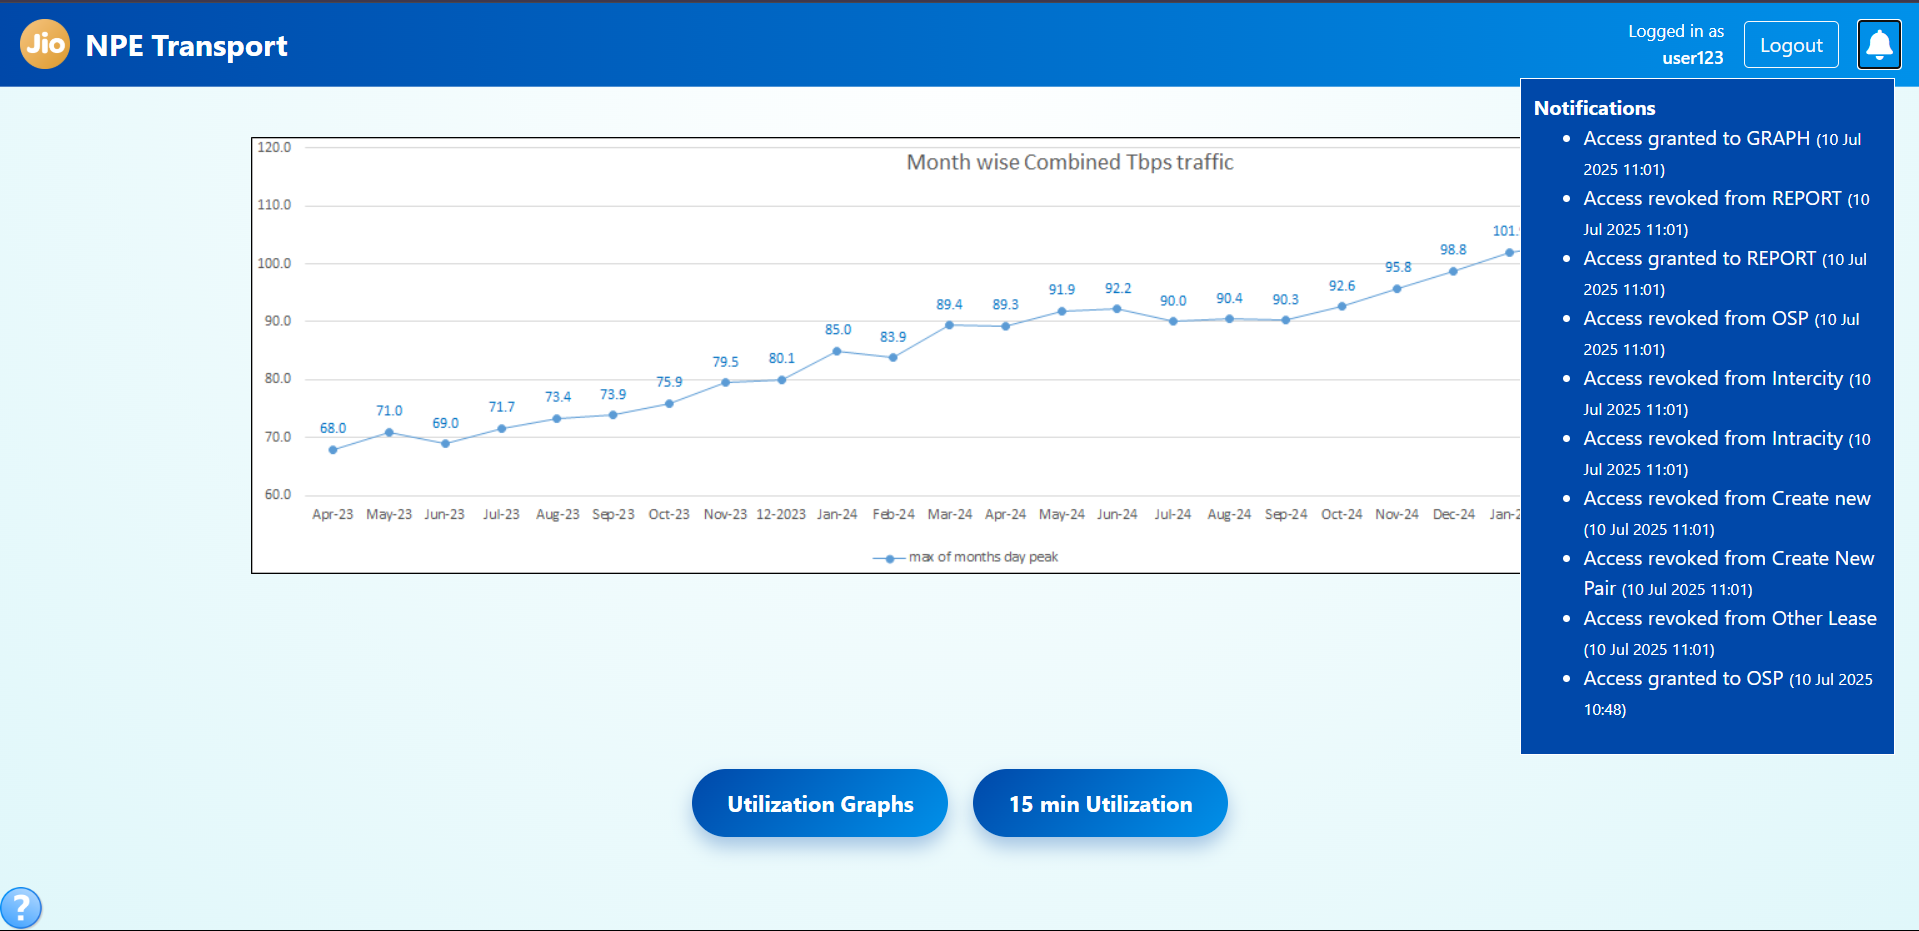 Jio
NPE Transport
Logged in as
user123
Logout
Notifications
Access granted to GRAPH (10 Jul
2025 11:01)
Access revoked from REPORT (10
Jul 2025 11:01)
Access granted to REPORT (10 Jul
2025 11:01)
Access revoked from OSP (10 Jul
2025 11:01)
Access revoked from Intercity (10
Jul 2025 11:01)
Access revoked from Intracity (10
Jul 2025 11:01)
Access revoked from Create new
(10 Jul 2025 11:01)
Access revoked from Create New
Pair (10 Jul 2025 11:01)
Access revoked from Other Lease
(10 Jul 2025 11:01)
Access granted to OSP (10 Jul 2025
10:48)
Month wise Combined Tbps traffic
120.0
110.0
100.0
90.0
80.0
70.0
60.0
68.0 71.0 69.0 71.7 73.4 73.9 75.9 79.5 80.1 85.0 83.9 89.4 89.3 91.9 92.2 90.0 90.4 90.3 92.6 95.8 98.8 101.
Apr-23 May-23 Jun-23 Jul-23 Aug-23 Sep-23 Oct-23 Nov-23 12-2023 Jan-24 Feb-24 Mar-24 Apr-24 May-24 Jun-24 Jul-24 Aug-24 Sep-24 Oct-24 Nov-24 Dec-24 Jan-2
max of months day peak
Utilization Graphs
15 min Utilization
?